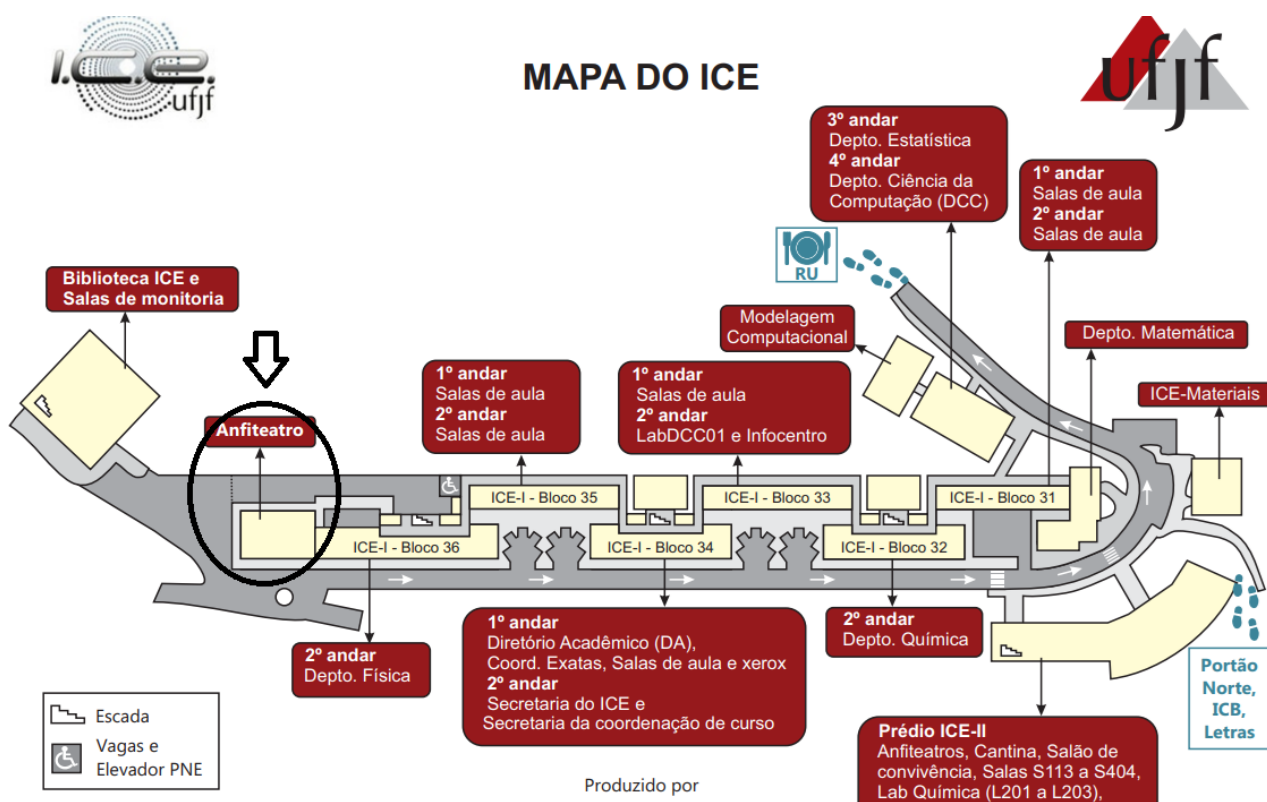 I.C.E.
ufjf
MAPA DO ICE
ufjf
3º andar
Depto. Estatística
4º andar
Depto. Ciência da
Computação (DCC)
1º andar
Salas de aula
2º andar
Salas de aula
RU
Biblioteca ICE e
Salas de monitoria
Modelagem
Computacional
Depto. Matemática
ICE-Materiais
Anfiteatro
1º andar
Salas de aula
2º andar
Salas de aula
1º andar
Salas de aula
2º andar
LabDCC01 e Infocentro
ICE-I - Bloco 35
ICE-I - Bloco 33
ICE-I - Bloco 31
ICE-I - Bloco 36
ICE-I - Bloco 34
ICE-I - Bloco 32
2º andar
Depto. Física
1º andar
Diretório Acadêmico (DA),
Coord. Exatas, Salas de aula e xerox
2º andar
Secretaria do ICE e
Secretaria da coordenação de curso
2º andar
Depto. Química
Portão
Norte,
ICB,
Letras
Escada
Vagas e
Elevador PNE
Prédio ICE-II
Anfiteatros, Cantina, Salão de
convivência, Salas S113 a S404,
Lab Química (L201 a L203),
Produzido por